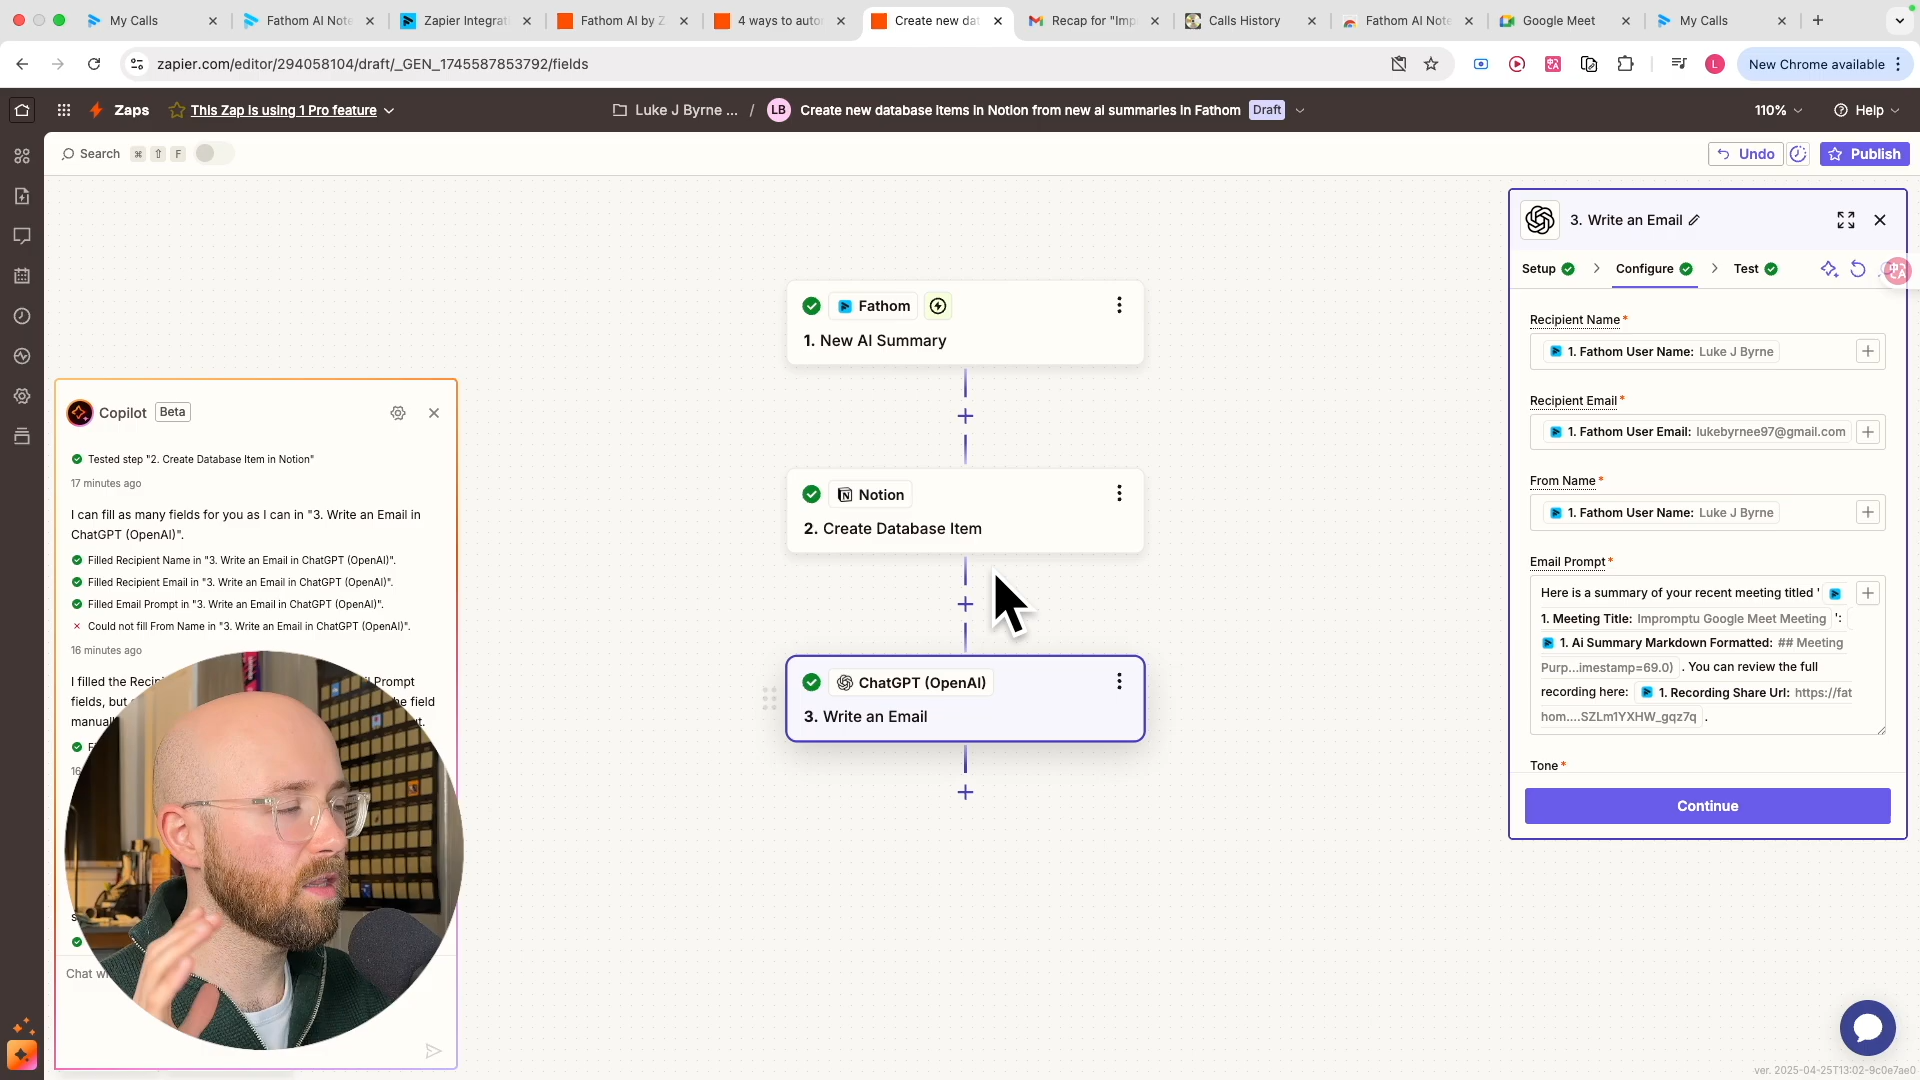 My Calls
Fathom AI Note
Zapier Integrati
Fathom AI by Z
4 ways to autor
Create new dat
Recap for "Imp
Calls History
Fathom AI Note
Google Meet
My Calls
zapier.com/editor/294058104/draft/_GEN_1745587853792/fields
L
New Chrome available
Zaps
This Zap is using 1 Pro feature
Luke J Byrne ... /
LB
Create new database items in Notion from new ai summaries in Fathom
Draft
110%
Help
Search
⌘ ⇧ F
Undo
Publish
Fathom
1. New AI Summary
Notion
2. Create Database Item
ChatGPT (OpenAI)
3. Write an Email
Copilot
Beta
Tested step "2. Create Database Item in Notion"
17 minutes ago
I can fill as many fields for you as I can in "3. Write an Email in
ChatGPT (OpenAI)".
Filled Recipient Name in "3. Write an Email in ChatGPT (OpenAI)".
Filled Recipient Email in "3. Write an Email in ChatGPT (OpenAI)".
Filled Email Prompt in "3. Write an Email in ChatGPT (OpenAI)".
Could not fill From Name in "3. Write an Email in ChatGPT (OpenAI)".
16 minutes ago
I filled the Reci
Prompt
fields, but
field
manual
16
Chat
3. Write an Email
Setup
Configure
Test
Recipient Name*
1. Fathom User Name: Luke J Byrne
Recipient Email*
1. Fathom User Email: lukebyrnee97@gmail.com
From Name*
1. Fathom User Name: Luke J Byrne
Email Prompt*
Here is a summary of your recent meeting titled '
1. Meeting Title: Impromptu Google Meet Meeting ':
1. Ai Summary Markdown Formatted: ## Meeting
Purp...imestamp=69.0) . You can review the full
recording here: 1. Recording Share Url: https://fat
hom....SZLm1YXHW_gqz7q .
Tone*
Continue
ver. 2025-04-25T13:02-9c0e7ae0